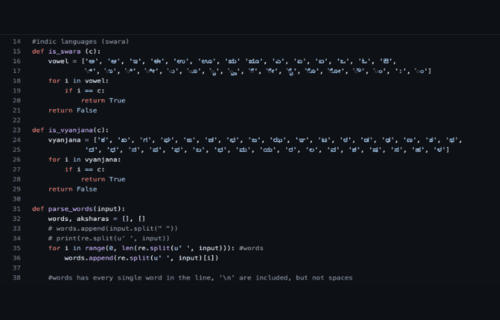 14 #indic languages (swara)
15 def is_swara (c):
16 vowel = ['ಅ', 'ಆ', 'ಇ', 'ಈ', 'ಉ', 'ಊ', 'ಋ', 'ೠ', 'ಎ', 'ಏ', 'ಐ', 'ಒ', 'ಓ', 'ಔ',
17
18 for i in vowel:
19 if i == c:
20 return True
21 return False
22
23 def is_vyanjana(c):
24 vyanjana = ['ಕ', 'ಖ', 'ಗ', 'ಘ', 'ಙ', 'ಚ', 'ಛ', 'ಜ', 'ಝ', 'ಞ', 'ಟ', 'ಠ', 'ಡ', 'ಢ', 'ಣ', 'ತ', 'ಥ',
25 'ದ', 'ಧ', 'ನ', 'ಪ', 'ಫ', 'ಬ', 'ಭ', 'ಮ', 'ಯ', 'ರ', 'ಲ', 'ವ', 'ಶ', 'ಷ', 'ಸ', 'ಹ', 'ಳ']
26 for i in vyanjana:
27 if i == c:
28 return True
29 return False
30
31 def parse_words(input):
32 words, aksharas = [], []
33 # words.append(input.split(" "))
34 # print(re.split(u' ', input))
35 for i in range(0, len(re.split(u' ', input))): #words
36 words.append(re.split(u' ', input)[i])
37
38 #words has every single word in the line, '\n' are included, but not spaces